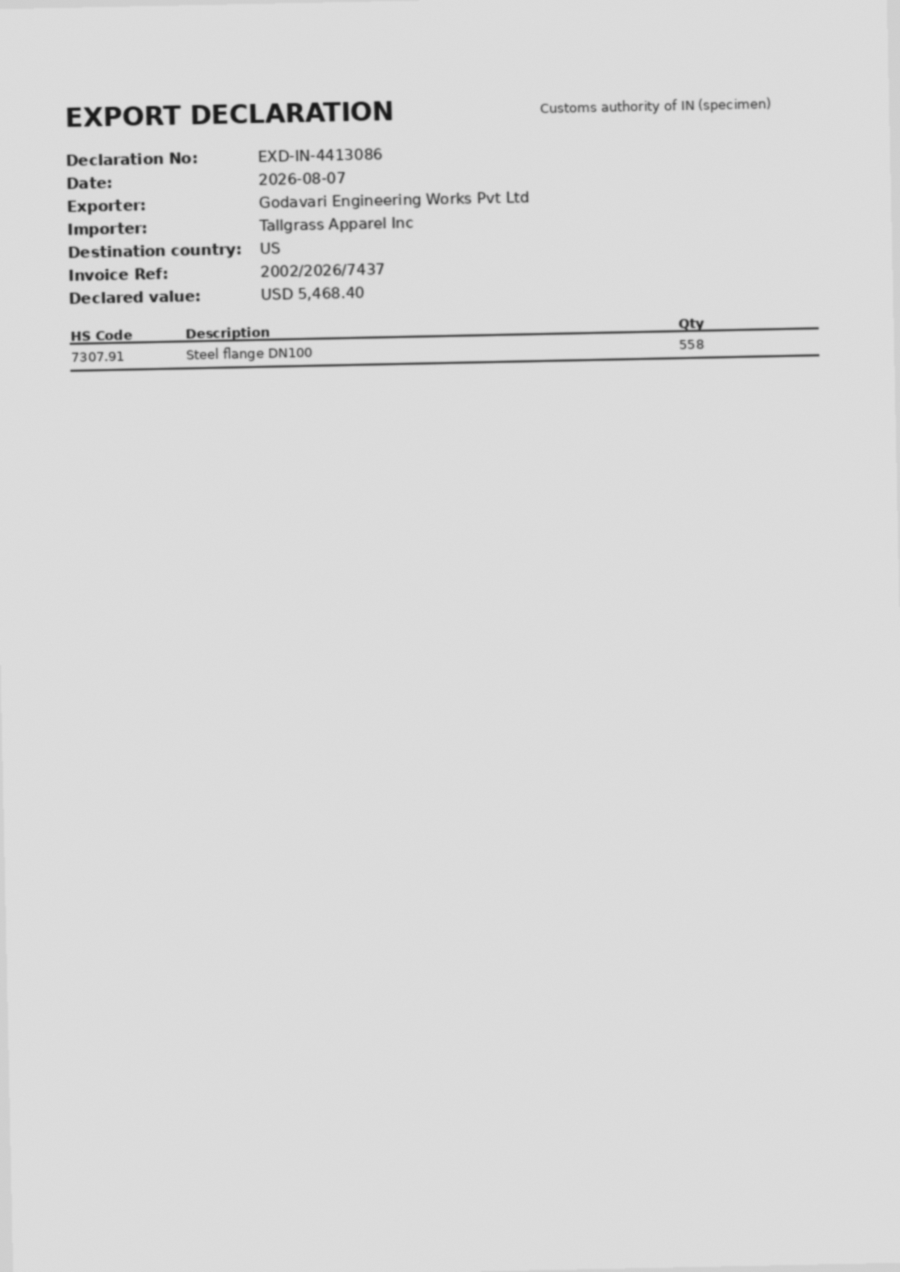 EXPORT DECLARATION
Customs authority of IN (specimen)
Declaration No: EXD-IN-4413086
Date: 2026-08-07
Exporter: Godavari Engineering Works Pvt Ltd
Importer: Tallgrass Apparel Inc
Destination country: US
Invoice Ref: 2002/2026/7437
Declared value: USD 5,468.40
HS Code Description Qty
7307.91 Steel flange DN100 558